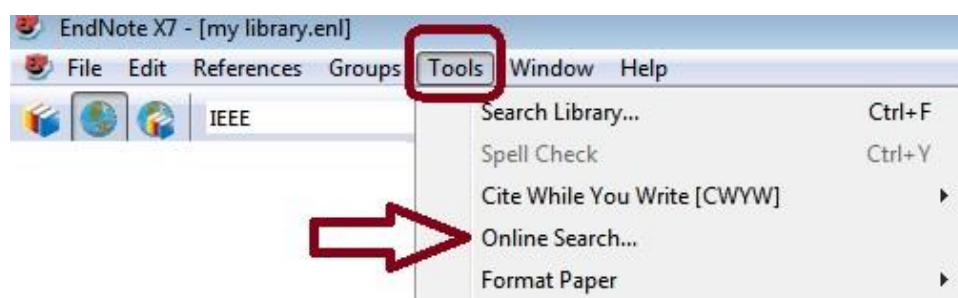 EndNote X7 - [my library.enl]
File Edit References Groups Tools Window Help
IEEE
Search Library... Ctrl+F
Spell Check Ctrl+Y
Cite While You Write [CWYW]
Online Search...
Format Paper